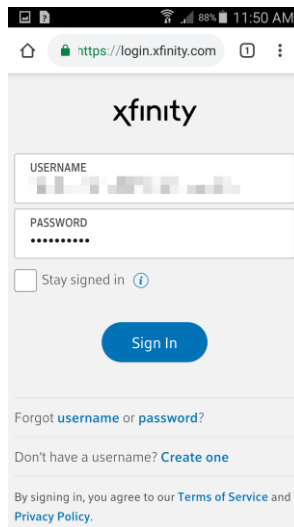 88% 11:50 AM
https://login.xfinity.com 1
xfinity
USERNAME
PASSWORD
••••••••••
Stay signed in i
Sign In
Forgot username or password?
Don't have a username? Create one
By signing in, you agree to our Terms of Service and
Privacy Policy.